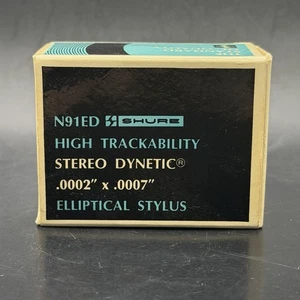 N91ED SHURE
HIGH TRACKABILITY
STEREO DYNETIC®
.0002" x .0007"
ELLIPTICAL STYLUS